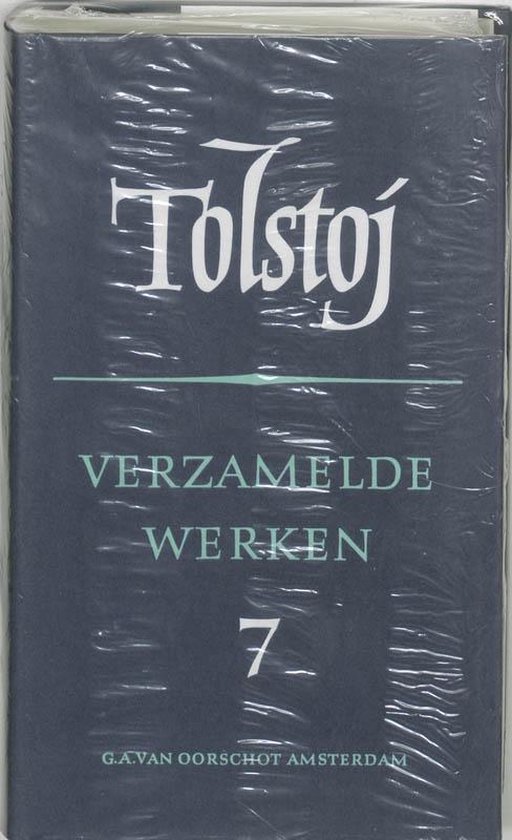 Tolstoj
VERZAMELDE
WERKEN
7
G.A. VAN OORSCHOT AMSTERDAM